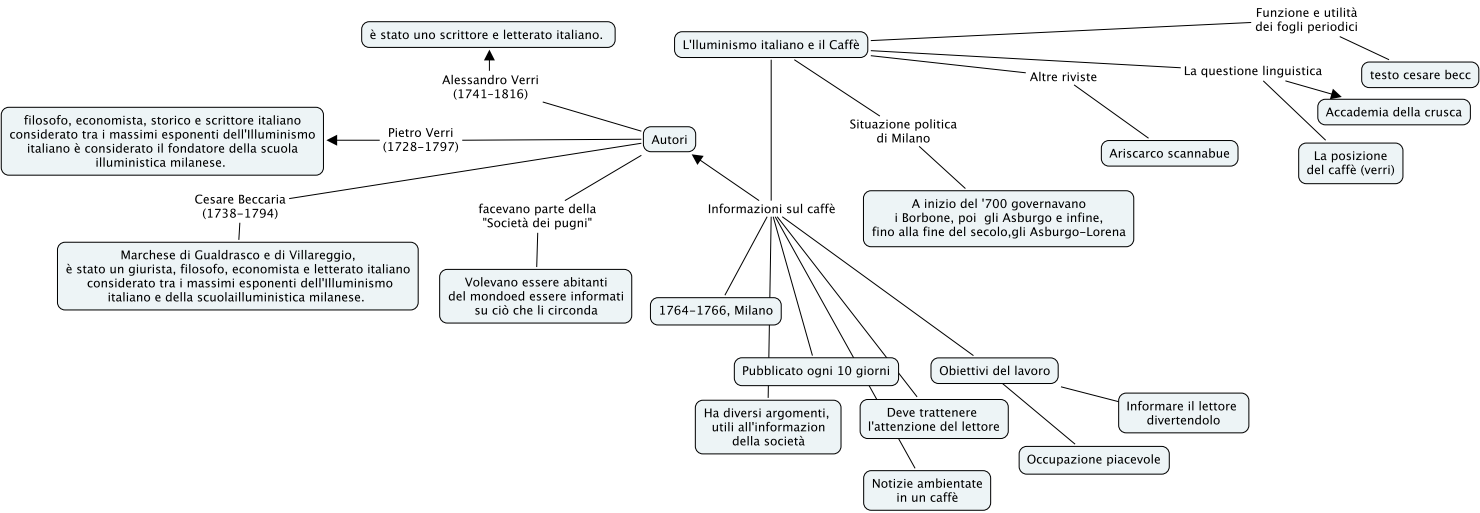 L'Iluminismo italiano e il Caffè
Funzione e utilità
dei fogli periodici
testo cesare becc
La questione linguistica
Accademia della crusca
La posizione
del caffè (verri)
Altre riviste
Ariscarco scannabue
Situazione politica
di Milano
A inizio del '700 governavano
i Borbone, poi gli Asburgo e infine,
fino alla fine del secolo,gli Asburgo-Lorena
Informazioni sul caffè
Autori
Alessandro Verri
(1741-1816)
è stato uno scrittore e letterato italiano.
Pietro Verri
(1728-1797)
filosofo, economista, storico e scrittore italiano
considerato tra i massimi esponenti dell'Illuminismo
italiano è considerato il fondatore della scuola
illuministica milanese.
Cesare Beccaria
(1738-1794)
Marchese di Gualdrasco e di Villareggio,
è stato un giurista, filosofo, economista e letterato italiano
considerato tra i massimi esponenti dell'Illuminismo
italiano e della scuolailluministica milanese.
facevano parte della
"Società dei pugni"
Volevano essere abitanti
del mondoed essere informati
su ciò che li circonda
1764-1766, Milano
Pubblicato ogni 10 giorni
Ha diversi argomenti,
utili all'informazion
della società
Deve trattenere
l'attenzione del lettore
Notizie ambientate
in un caffè
Obiettivi del lavoro
Informare il lettore
divertendolo
Occupazione piacevole